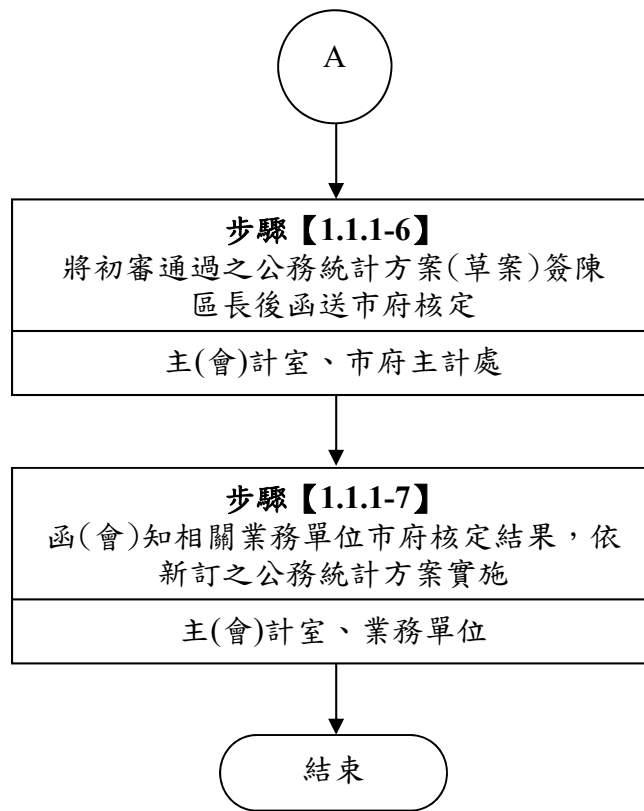 A
步驟【1.1.1-6】
將初審通過之公務統計方案(草案)簽陳
區長後函送市府核定
主(會)計室、市府主計處
步驟【1.1.1-7】
函(會)知相關業務單位市府核定結果，依
新訂之公務統計方案實施
主(會)計室、業務單位
結束